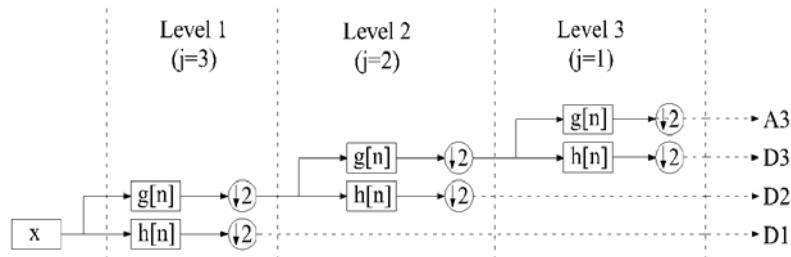 Level 1
(j=3)
Level 2
(j=2)
Level 3
(j=1)
g[n]
↓2
A3
g[n]
↓2
h[n]
↓2
D3
g[n]
↓2
h[n]
↓2
D2
x
h[n]
↓2
D1